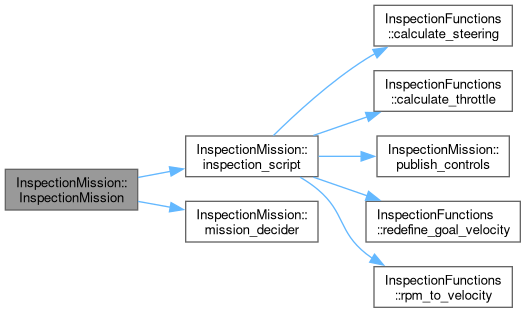 InspectionMission::
InspectionMission
InspectionMission::
inspection_script
InspectionMission::
mission_decider
InspectionFunctions
::calculate_steering
InspectionFunctions
::calculate_throttle
InspectionMission::
publish_controls
InspectionFunctions
::redefine_goal_velocity
InspectionFunctions
::rpm_to_velocity